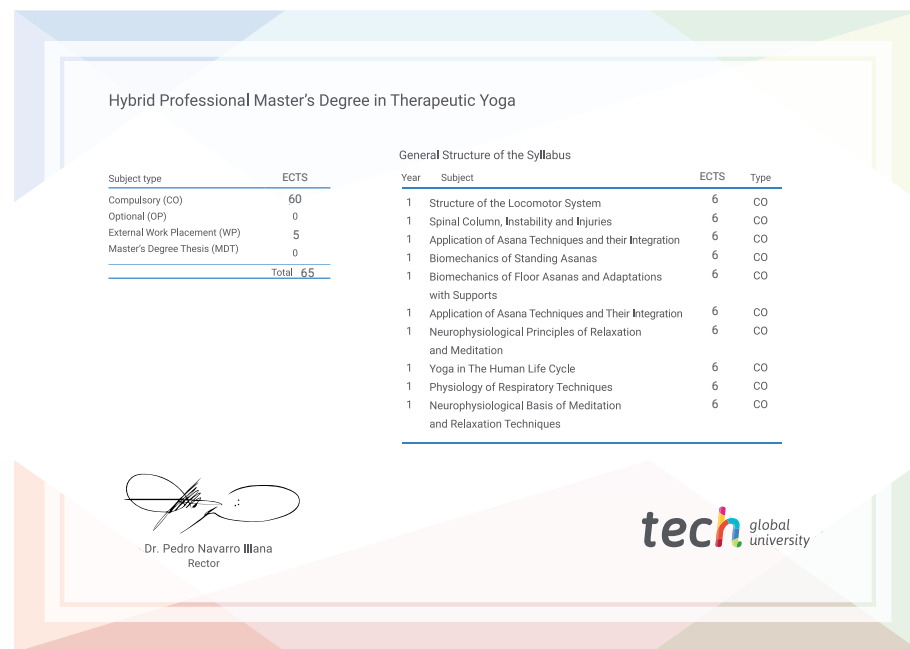 Hybrid Professional Master's Degree in Therapeutic Yoga
General Structure of the Syllabus
Subject type ECTS
Compulsory (CO) 60
Optional (OP) 0
External Work Placement (WP) 5
Master's Degree Thesis (MDT) 0
Total 65
Year Subject ECTS Type
1 Structure of the Locomotor System 6 CO
1 Spinal Column, Instability and Injuries 6 CO
1 Application of Asana Techniques and their Integration 6 CO
1 Biomechanics of Standing Asanas 6 CO
1 Biomechanics of Floor Asanas and Adaptations 6 CO
with Supports
1 Application of Asana Techniques and Their Integration 6 CO
1 Neurophysiological Principles of Relaxation 6 CO
and Meditation
1 Yoga in The Human Life Cycle 6 CO
1 Physiology of Respiratory Techniques 6 CO
1 Neurophysiological Basis of Meditation 6 CO
and Relaxation Techniques
Dr. Pedro Navarro Illana
Rector
tech global
university